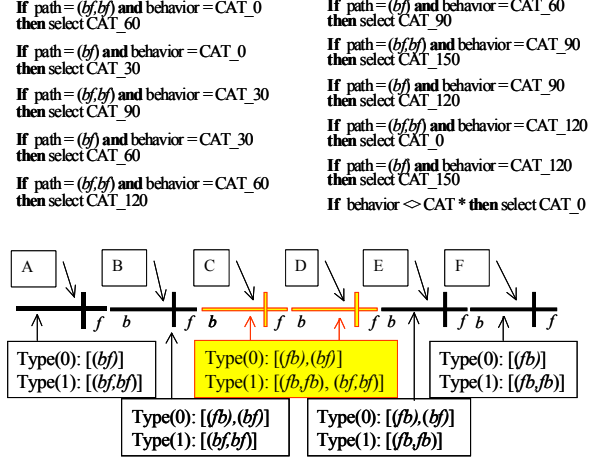 If path = (bf,bf) and behavior = CAT_0
then select CAT_60
If path = (bf) and behavior = CAT_0
then select CAT_30
If path = (bf,bf) and behavior = CAT_30
then select CAT_90
If path = (bf) and behavior = CAT_30
then select CAT_60
If path = (bf,bf) and behavior = CAT_60
then select CAT_120
If path = (bf) and behavior = CAT_60
then select CAT_90
If path = (bf,bf) and behavior = CAT_90
then select CAT_150
If path = (bf) and behavior = CAT_90
then select CAT_120
If path = (bf,bf) and behavior = CAT_120
then select CAT_0
If path = (bf) and behavior = CAT_120
then select CAT_150
If behavior <> CAT * then select CAT_0
A B C D E F
f b f b f b f b f b f
Type(0): [(bf)]
Type(1): [(bf,bf)]
Type(0): [(fb),(bf)]
Type(1): [(fb,fb), (bf,bf)]
Type(0): [(fb)]
Type(1): [(fb,fb)]
Type(0): [(fb),(bf)]
Type(1): [(bf,bf)]
Type(0): [(fb),(bf)]
Type(1): [(fb,fb)]